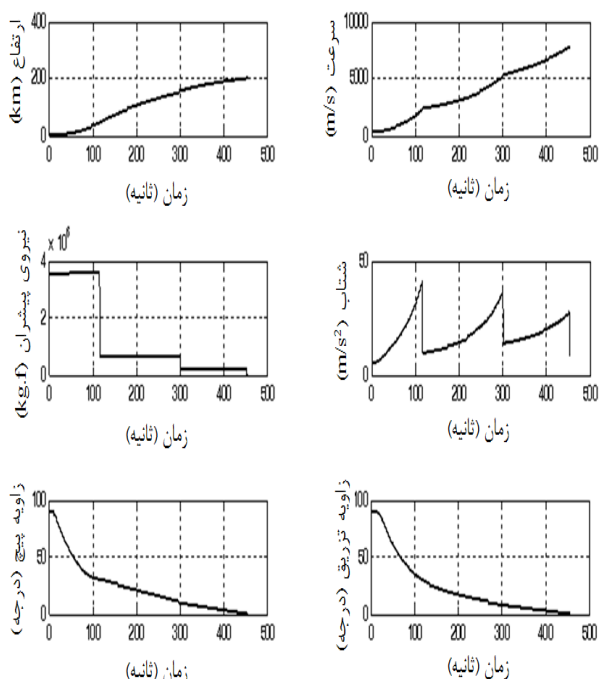 ارتفاع (km)
400
200
0
0 100 200 300 400 500
زمان (ثانیه)
سرعت (m/s)
10000
5000
0
0 100 200 300 400 500
زمان (ثانیه)
نیروی پیشران (kg.f)
4
2
0
0 100 200 300 400 500
زمان (ثانیه)
شتاب (m/s²)
50
0
0 100 200 300 400 500
زمان (ثانیه)
زاویه پیچ (درجه)
100
50
0
0 100 200 300 400 500
زمان (ثانیه)
زاویه تزریق (درجه)
100
50
0
0 100 200 300 400 500
زمان (ثانیه)